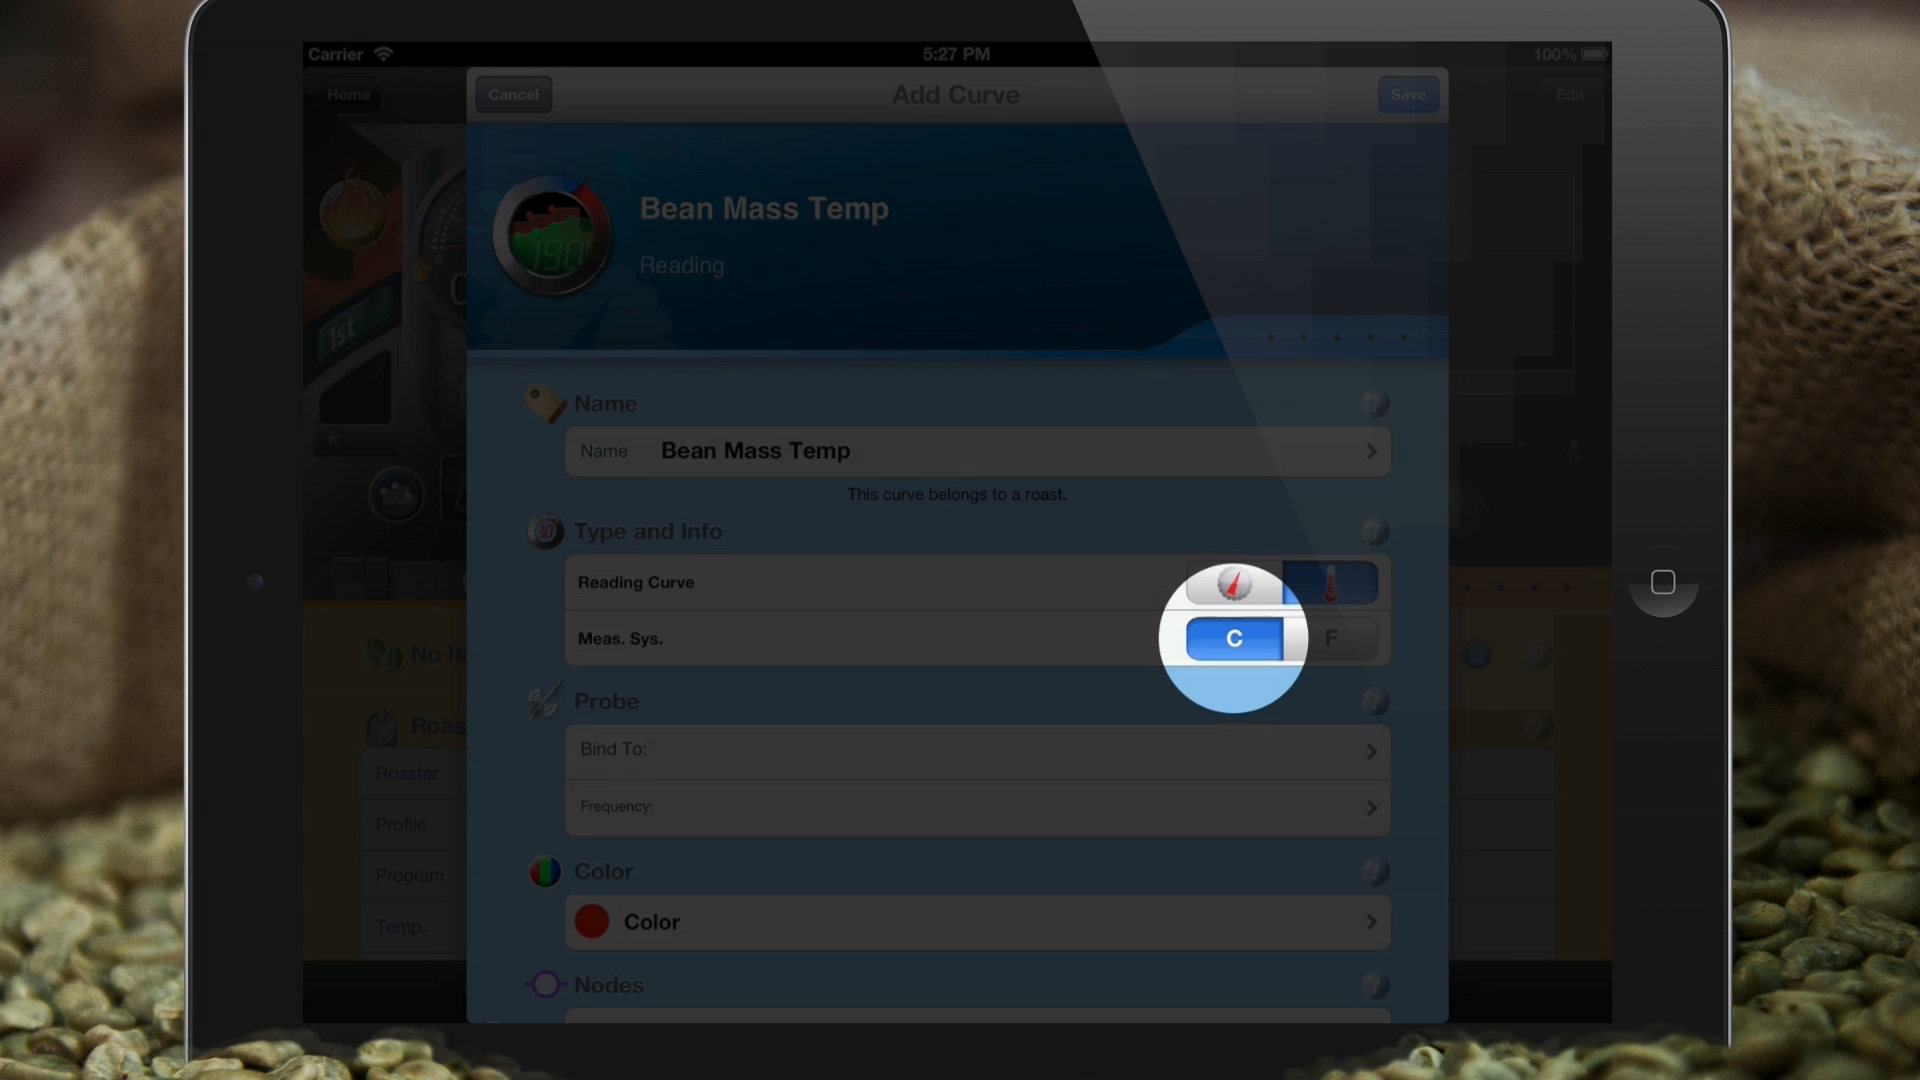 Carrier 5:27 PM 100%
Home Cancel Add Curve Save Edit
190
Bean Mass Temp
Reading
1st
Name
Name Bean Mass Temp
This curve belongs to a roast.
Type and Info
Reading Curve
Meas. Sys. C F
No
Probe
Bind To:
Roaster
Frequency:
Profile
Color
Program
Color
Temp.
Nodes